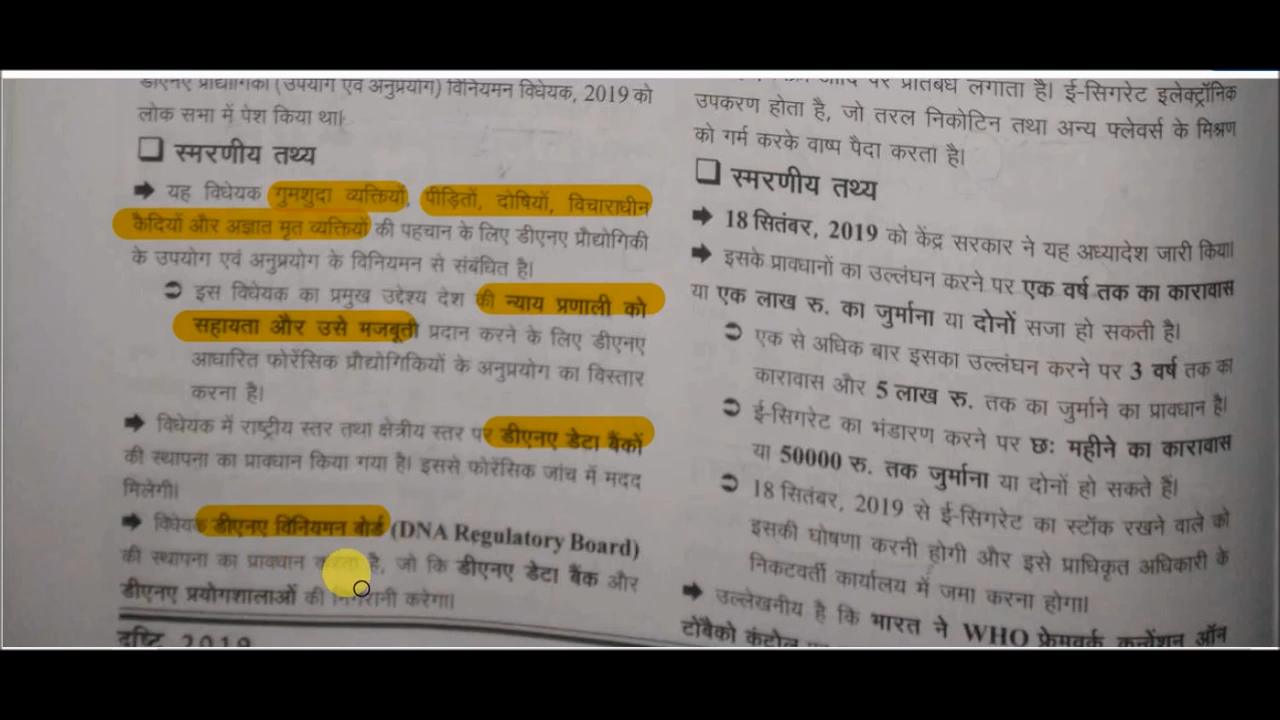 डीएनए प्रौद्योगिकी (उपयोग एवं अनुप्रयोग) विनियमन विधेयक, 2019 को
लोक सभा में पेश किया था।
❑ स्मरणीय तथ्य
➡ यह विधेयक गुमशुदा व्यक्तियों, पीड़ितों, दोषियों, विचाराधीन
कैदियों और अज्ञात मृत व्यक्तियों की पहचान के लिए डीएनए प्रौद्योगिकी
के उपयोग एवं अनुप्रयोग के विनियमन से संबंधित है।
➲ इस विधेयक का प्रमुख उद्देश्य देश की न्याय प्रणाली को
सहायता और उसे मजबूती प्रदान करने के लिए डीएनए
आधारित फोरेंसिक प्रौद्योगिकियों के अनुप्रयोग का विस्तार
करना है।
➡ विधेयक में राष्ट्रीय स्तर तथा क्षेत्रीय स्तर पर डीएनए डेटा बैंकों
की स्थापना का प्रावधान किया गया है। इससे फोरेंसिक जांच में मदद
मिलेगी।
➡ विधेयक डीएनए विनियमन बोर्ड (DNA Regulatory Board)
की स्थापना का प्रावधान करता है, जो कि डीएनए डेटा बैंक और
डीएनए प्रयोगशालाओं की निगरानी करेगा।
दृष्टि 2019
आदि पर प्रतिबंध लगाता है। ई-सिगरेट इलेक्ट्रॉनिक
उपकरण होता है, जो तरल निकोटिन तथा अन्य फ्लेवर्स के मिश्रण
को गर्म करके वाष्प पैदा करता है।
❑ स्मरणीय तथ्य
➡ 18 सितंबर, 2019 को केंद्र सरकार ने यह अध्यादेश जारी किया।
➡ इसके प्रावधानों का उल्लंघन करने पर एक वर्ष तक का कारावास
या एक लाख रु. का जुर्माना या दोनों सजा हो सकती है।
➲ एक से अधिक बार इसका उल्लंघन करने पर 3 वर्ष तक का
कारावास और 5 लाख रु. तक का जुर्माने का प्रावधान है।
➲ ई-सिगरेट का भंडारण करने पर छः महीने का कारावास
या 50000 रु. तक जुर्माना या दोनों हो सकते हैं।
➲ 18 सितंबर, 2019 से ई-सिगरेट का स्टॉक रखने वाले को
इसकी घोषणा करनी होगी और इसे प्राधिकृत अधिकारी के
निकटवर्ती कार्यालय में जमा करना होगा।
➡ उल्लेखनीय है कि भारत ने WHO फ्रेमवर्क कन्वेंशन ऑन
टोबैको कंट्रोल